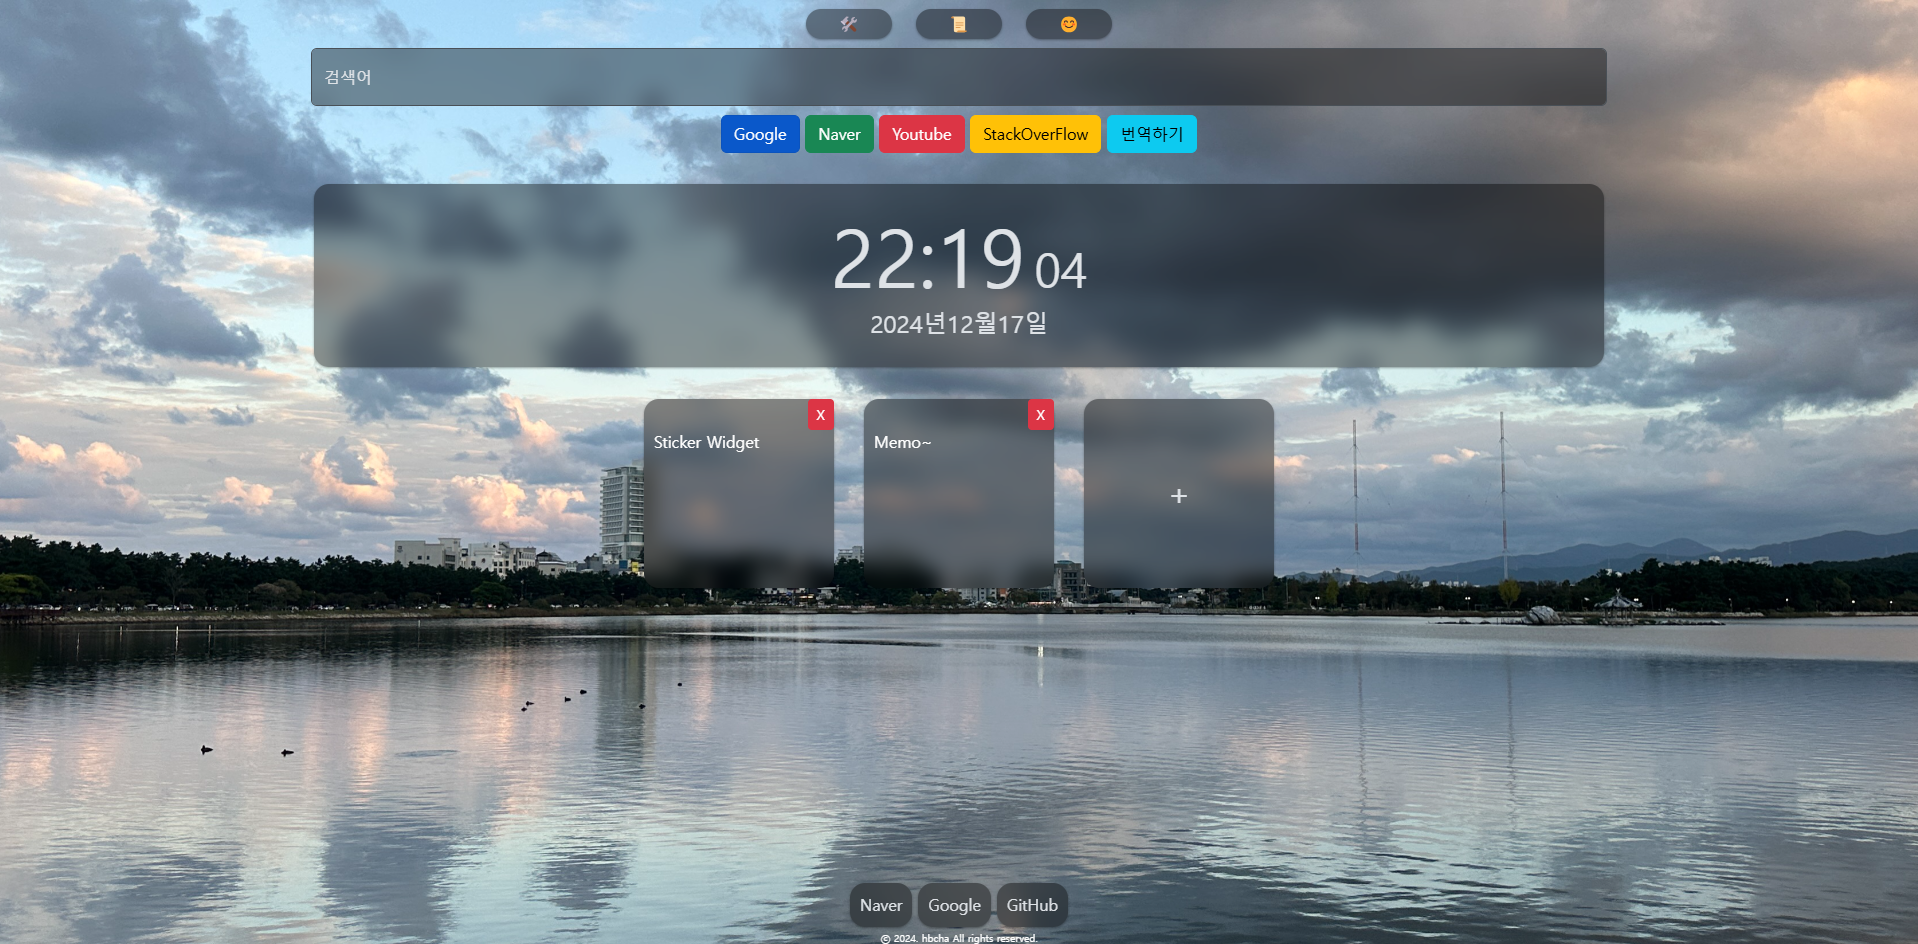 검색어
Google Naver Youtube StackOverFlow 번역하기
22:19 04
2024년12월17일
X X
Sticker Widget Memo~
+
Naver Google GitHub
© 2024. hbcha All rights reserved.